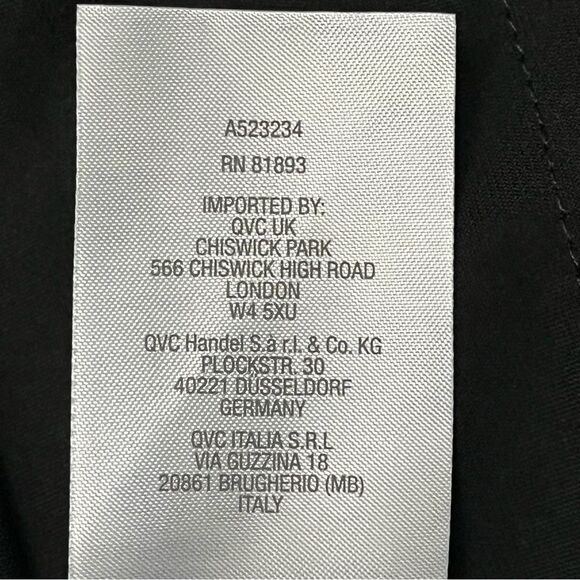 A523234
RN 81893
IMPORTED BY:
QVC UK
CHISWICK PARK
566 CHISWICK HIGH ROAD
LONDON
W4 5XU
QVC Handel S.à r.l. & Co. KG
PLOCKSTR. 30
40221 DÜSSELDORF
GERMANY
QVC ITALIA S.R.L
VIA GUZZINA 18
20861 BRUGHERIO (MB)
ITALY